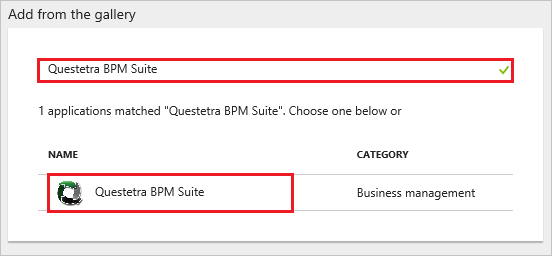 Add from the gallery
Questetra BPM Suite
1 applications matched "Questetra BPM Suite". Choose one below or
NAME CATEGORY
Questetra BPM Suite Business management